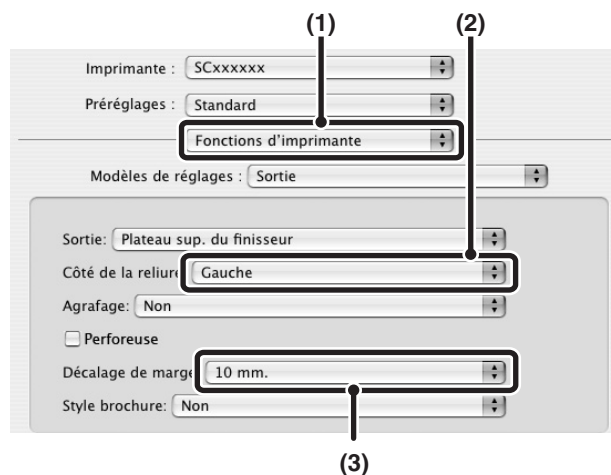 (1) (2)
Imprimante : SCxxxxxx
Préréglages : Standard
Fonctions d'imprimante
Modèles de réglages : Sortie
Sortie: Plateau sup. du finisseur
Côté de la reliure Gauche
Agrafage: Non
Perforeuse
Décalage de marge 10 mm.
Style brochure: Non
(3)